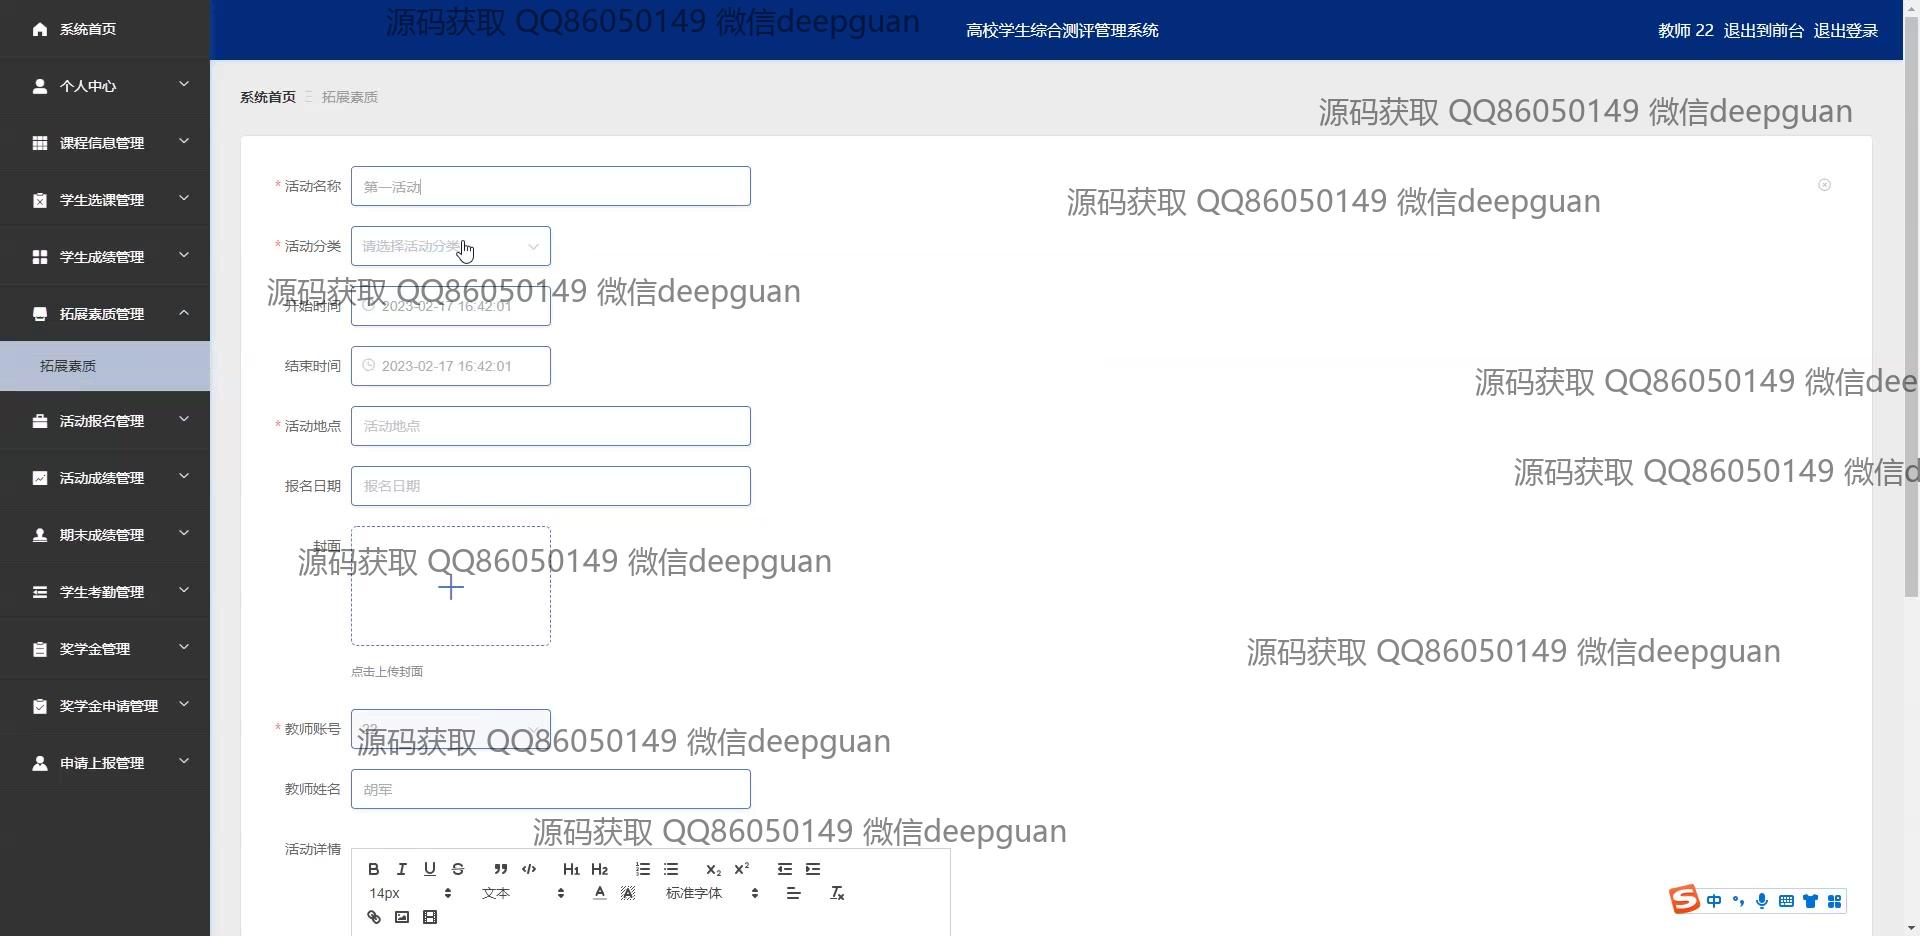 系统首页
个人中心
课程信息管理
学生选课管理
学生成绩管理
拓展素质管理
拓展素质
活动报名管理
活动成绩管理
期末成绩管理
学生考勤管理
奖学金管理
奖学金申请管理
申请上报管理
源码获取 QQ86050149 微信deepguan
高校学生综合测评管理系统
教师 22 退出到前台 退出登录
系统首页 拓展素质
源码获取 QQ86050149 微信deepguan
* 活动名称 第一活动
源码获取 QQ86050149 微信deepguan
* 活动分类 请选择活动分类
源码获取 QQ86050149 微信deepguan
开始时间 2023-02-17 16:42:01
结束时间 2023-02-17 16:42:01
源码获取 QQ86050149 微信dee
* 活动地点 活动地点
源码获取 QQ86050149 微信d
报名日期 报名日期
封面
源码获取 QQ86050149 微信deepguan
源码获取 QQ86050149 微信deepguan
点击上传封面
* 教师账号 22
源码获取 QQ86050149 微信deepguan
教师姓名 胡军
源码获取 QQ86050149 微信deepguan
活动详情
B I U S H1 H2 X2 X2
14px 文本 A A 标准字体 Tx
S 中